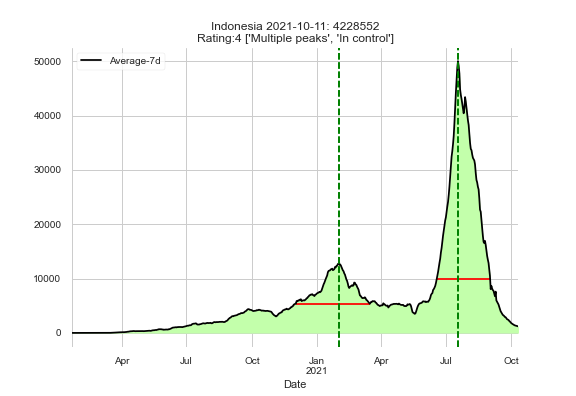 Indonesia 2021-10-11: 4228552
Rating:4 ['Multiple peaks', 'In control']
Average-7d
50000
40000
30000
20000
10000
0
Apr Jul Oct Jan Apr Jul Oct
2021
Date